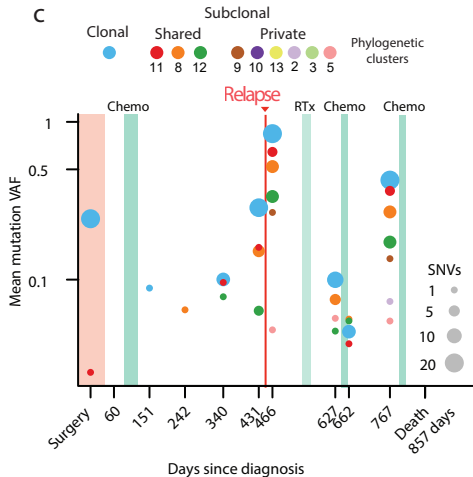 C
Subclonal
Clonal Shared Private
Phylogenetic
clusters
11 8 12 9 10 13 2 3 5
Relapse
Chemo RTx Chemo Chemo
Mean mutation VAF
1
0.5
0.1
SNVs
1
5
10
20
Surgery 60 151 242 340 431 466 627 662 767 Death
857 days
Days since diagnosis